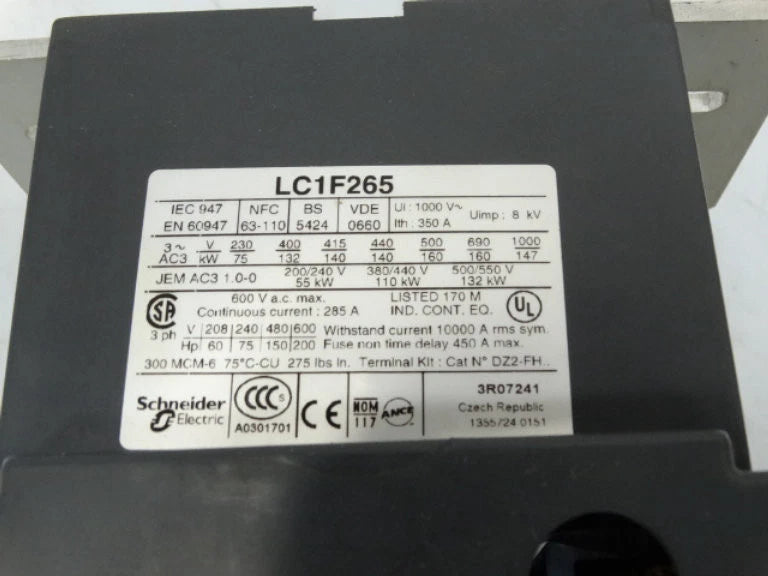 LC1F265
IEC 947 NFC BS VDE Ui : 1000 V~ Uimp : 8 kV
EN 60947 63-110 5424 0660 Ith : 350 A
3~ V 230 400 415 440 500 690 1000
AC3 kW 75 132 140 140 160 160 147
JEM AC3 1.0-0 200/240 V 380/440 V 500/550 V
55 kW 110 kW 132 kW
SA 600 V a.c. max. LISTED 170 M UL
Continuous current : 285 A IND. CONT. EQ.
3 ph V 208 240 480 600 Withstand current 10000 A rms sym.
Hp 60 75 150 200 Fuse non time delay 450 A max.
300 MCM-6 75°C-CU 275 lbs in. Terminal Kit : Cat N° DZ2-FH..
Schneider Electric
CCC S
A0301701
CE
NOM
117
ANCE
3R07241
Czech Republic
1355724 0151